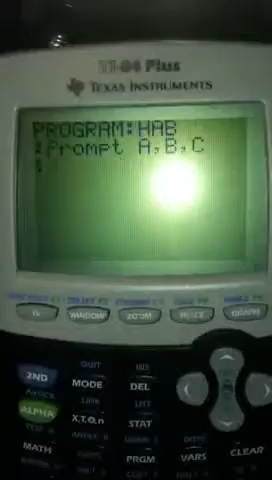 TI-84 Plus
TEXAS INSTRUMENTS
PROGRAM:HAB
:Prompt A,B,C
:
WINDOW
ZOOM
TRACE
GRAPH
QUIT
INS
2ND
MODE
DEL
LINK
LIST
ALPHA
X,T,Θ,n
STAT
MATH
PRGM
VARS
CLEAR